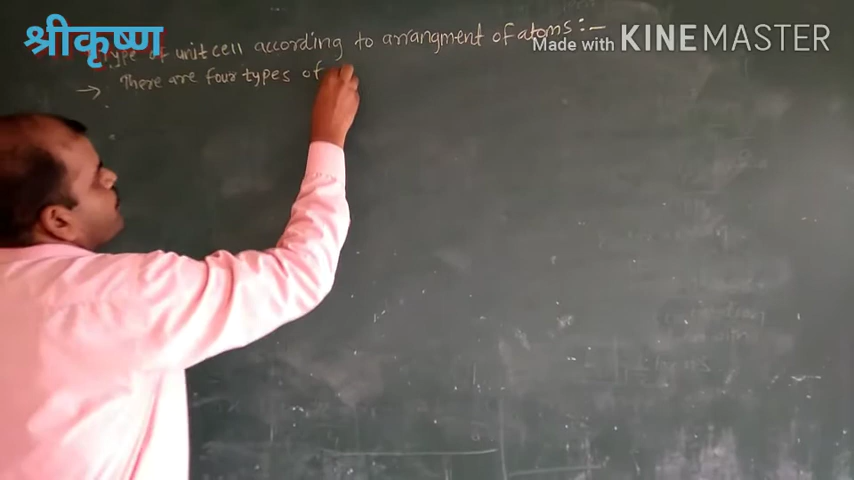 श्रीकृष्ण
Type of unit cell according to arrangment of atoms:-
Made with KINEMASTER
→ There are four types of